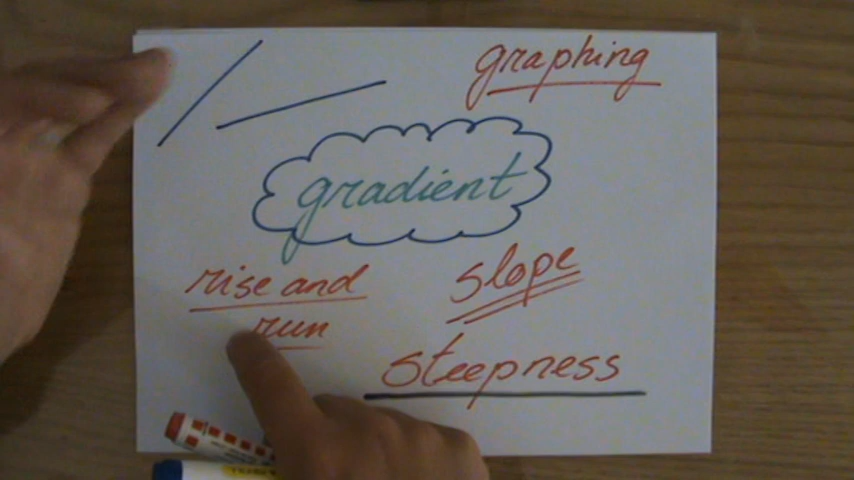 graphing
gradient
rise and
run
slope
steepness